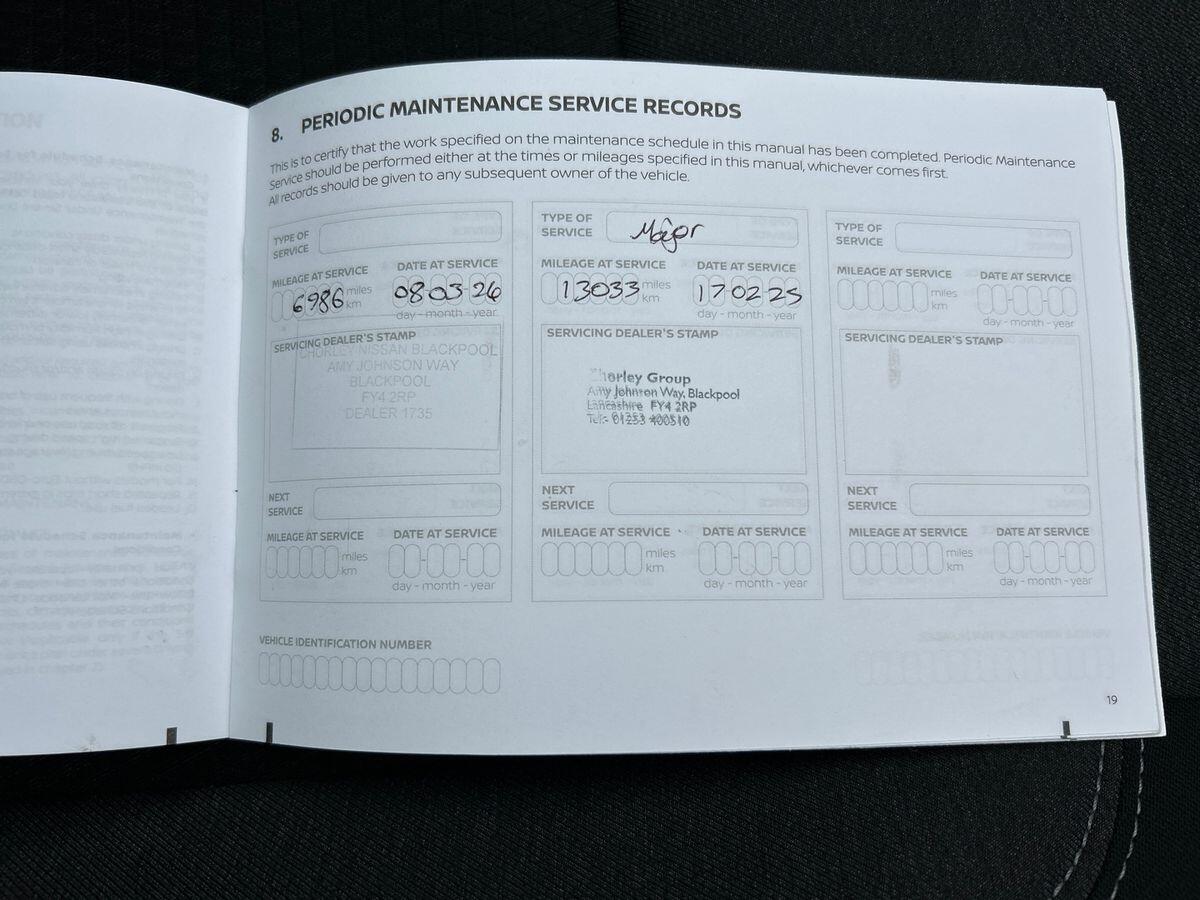 8. PERIODIC MAINTENANCE SERVICE RECORDS
This is to certify that the work specified on the maintenance schedule in this manual has been completed. Periodic Maintenance
Service should be performed either at the times or mileages specified in this manual, whichever comes first.
All records should be given to any subsequent owner of the vehicle.
TYPE OF
SERVICE
MILEAGE AT SERVICE
DATE AT SERVICE
6986 miles
km
08-03-26
day - month - year
SERVICING DEALER'S STAMP
CHORLEY NISSAN BLACKPOOL
AMY JOHNSON WAY
BLACKPOOL
FY4 2RP
DEALER 1735
NEXT
SERVICE
MILEAGE AT SERVICE
DATE AT SERVICE
miles
km
day - month - year
TYPE OF
SERVICE
Major
MILEAGE AT SERVICE
DATE AT SERVICE
13033 miles
km
17-02-25
day - month - year
SERVICING DEALER'S STAMP
Chorley Group
Amy Johnson Way, Blackpool
Lancashire FY4 2RP
Tel:- 01253 400510
NEXT
SERVICE
MILEAGE AT SERVICE
DATE AT SERVICE
miles
km
day - month - year
TYPE OF
SERVICE
MILEAGE AT SERVICE
DATE AT SERVICE
miles
km
day - month - year
SERVICING DEALER'S STAMP
NEXT
SERVICE
MILEAGE AT SERVICE
DATE AT SERVICE
miles
km
day - month - year
VEHICLE IDENTIFICATION NUMBER
19